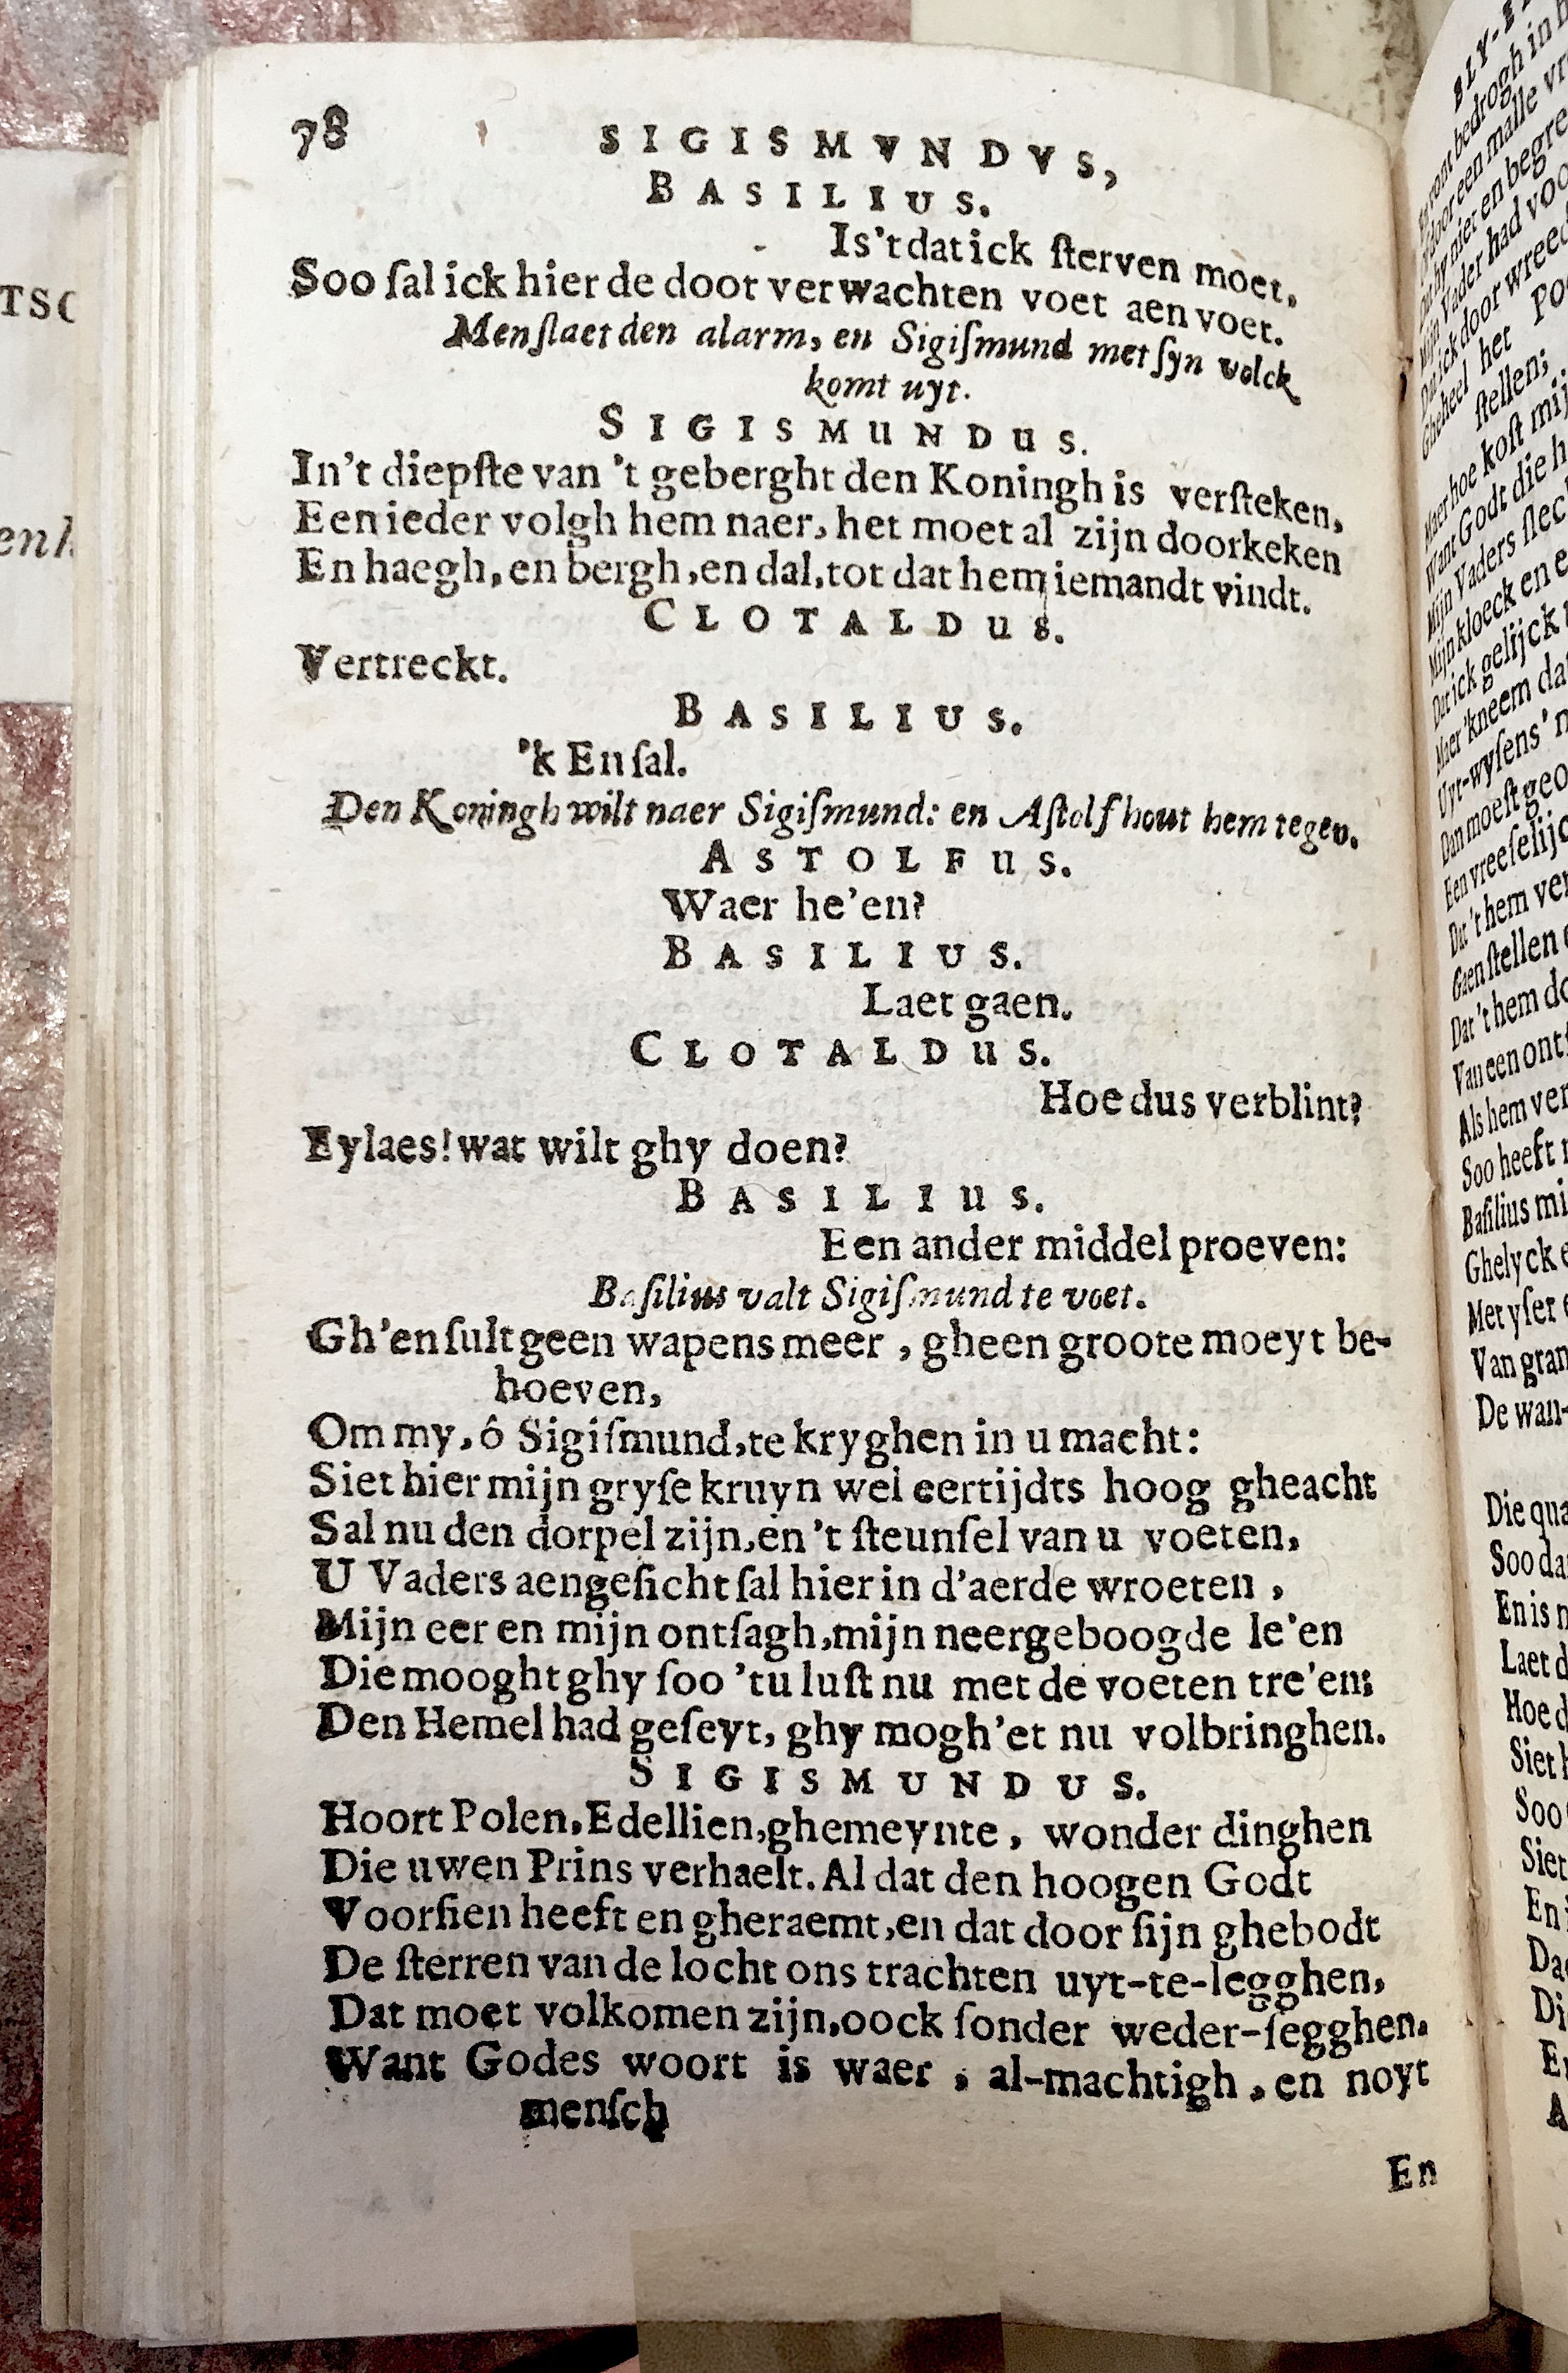 78 SIGISMVNDVS,
BASILIUS.
Is't dat ick ſterven moet,
Soo ſal ick hier de doot verwachten voet aen voet.
Men ſlaet den alarm, en Sigiſmund met ſyn volck
komt uyt.
SIGISMUNDUS.
In't diepſte van 't geberght den Koningh is verſteken,
Een ieder volgh hem naer, het moet al zijn doorkeken
En haegh, en bergh, en dal, tot dat hem iemandt vindt.
CLOTALDUS.
Vertreckt.
BASILIUS.
'k En ſal.
Den Koningh wilt naer Sigiſmund: en Aſtolf hout hem tegen.
ASTOLFUS.
Waer he'en?
BASILIUS.
Laet gaen.
CLOTALDUS.
Hoe dus verblint?
Eylaes! wat wilt ghy doen?
BASILIUS.
Een ander middel proeven:
Baſilius valt Sigiſmund te voet.
Gh'en ſult geen wapens meer, gheen groote moeyt be-
hoeven,
Om my, ô Sigiſmund, te kryghen in u macht:
Siet hier mijn gryſe kruyn wel eertijdts hoog gheacht
Sal nu den dorpel zijn, en 't ſteunſel van u voeten,
U Vaders aengeſicht ſal hier in d'aerde wroeten,
Mijn eer en mijn ontſagh, mijn neergeboogde le'en
Die mooght ghy ſoo 't u luſt nu met de voeten tre'en;
Den Hemel had geſeyt, ghy mogh'et nu volbringhen.
SIGISMUNDUS.
Hoort Polen, Edellien, ghemeynte, wonder dinghen
Die uwen Prins verhaelt. Al dat den hoogen Godt
Voorſien heeft en gheraemt, en dat door ſijn ghebodt
De ſterren van de locht ons trachten uyt-te-legghen,
Dat moet volkomen zijn, oock ſonder weder-ſegghen.
Want Godes woort is waer, al-machtigh, en noyt
menſch
En